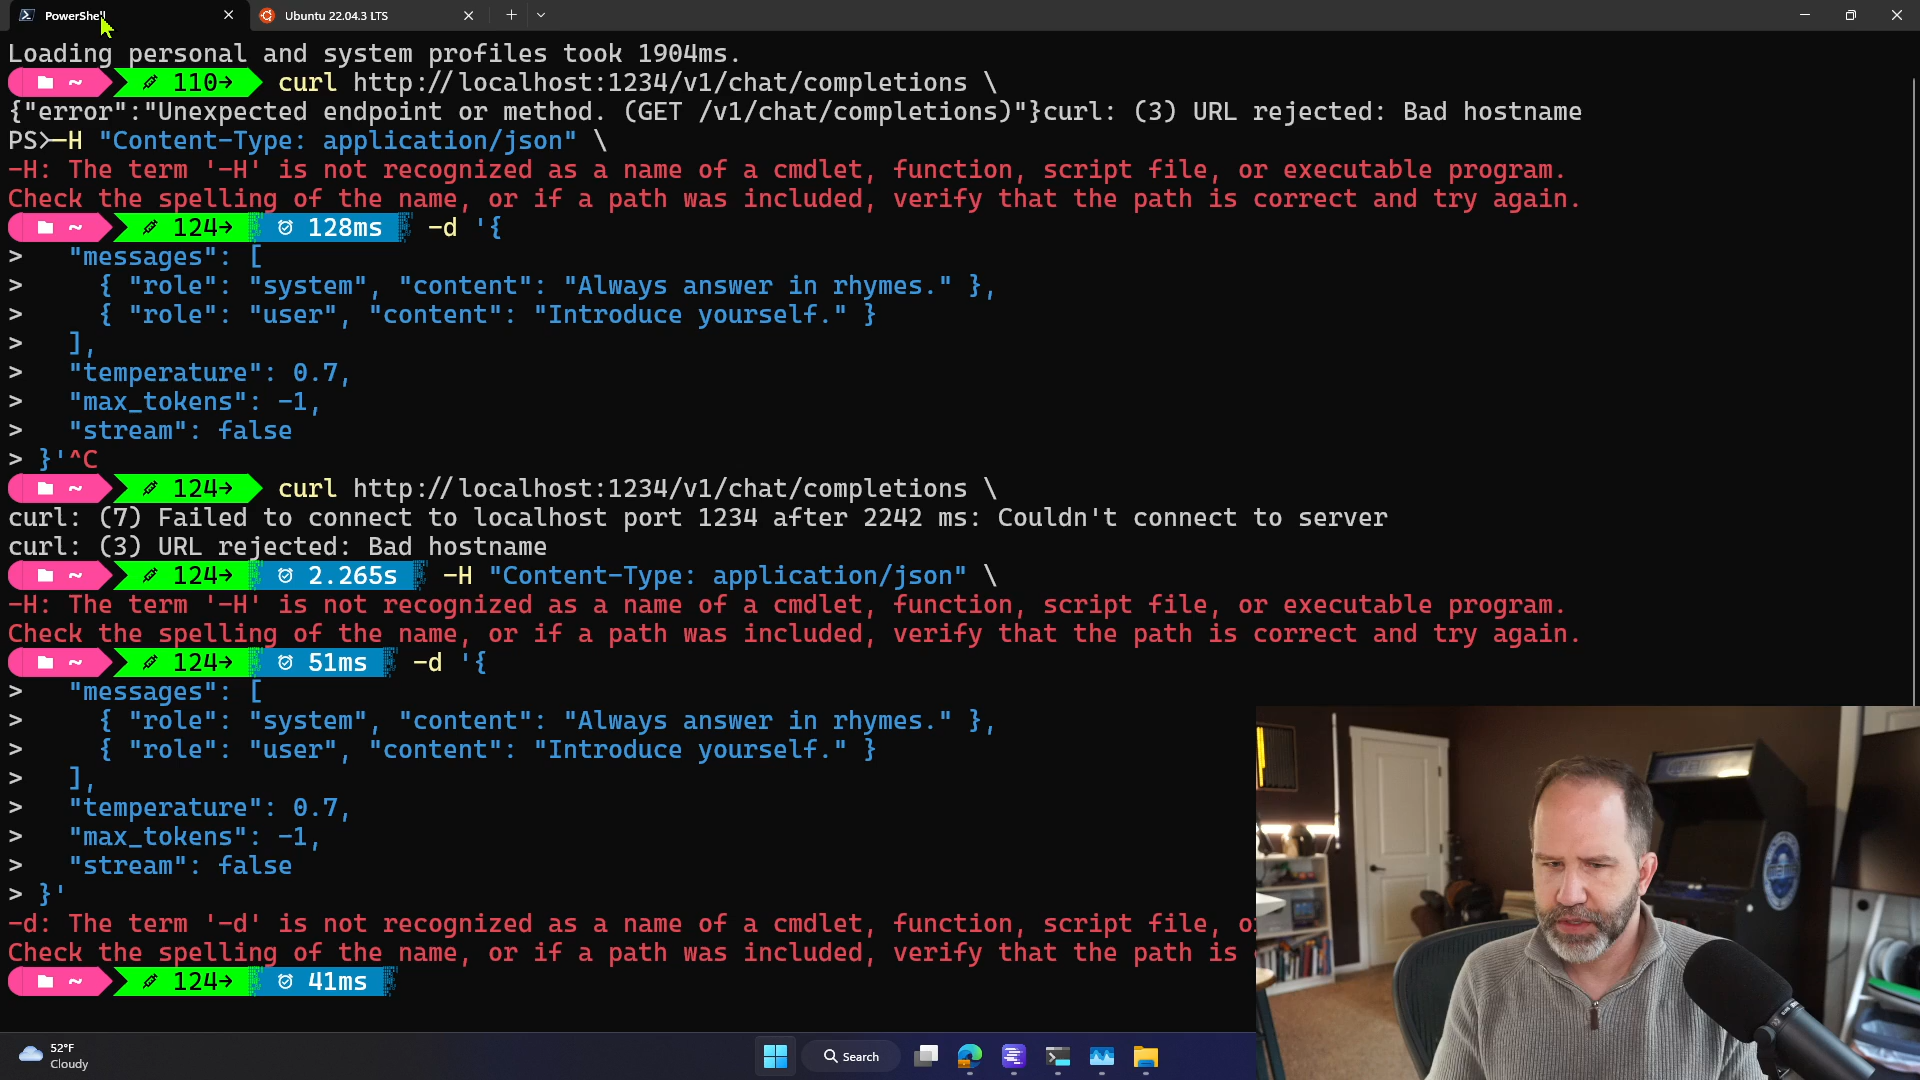 PowerShell
Ubuntu 22.04.3 LTS
Loading personal and system profiles took 1904ms.
~ 110→ curl http://localhost:1234/v1/chat/completions \
{"error":"Unexpected endpoint or method. (GET /v1/chat/completions)"}curl: (3) URL rejected: Bad hostname
PS>-H "Content-Type: application/json" \
-H: The term '-H' is not recognized as a name of a cmdlet, function, script file, or executable program.
Check the spelling of the name, or if a path was included, verify that the path is correct and try again.
~ 124→ 128ms -d '{
>   "messages": [
>     { "role": "system", "content": "Always answer in rhymes." },
>     { "role": "user", "content": "Introduce yourself." }
>   ],
>   "temperature": 0.7,
>   "max_tokens": -1,
>   "stream": false
> }'^C
~ 124→ curl http://localhost:1234/v1/chat/completions \
curl: (7) Failed to connect to localhost port 1234 after 2242 ms: Couldn't connect to server
curl: (3) URL rejected: Bad hostname
~ 124→ 2.265s -H "Content-Type: application/json" \
-H: The term '-H' is not recognized as a name of a cmdlet, function, script file, or executable program.
Check the spelling of the name, or if a path was included, verify that the path is correct and try again.
~ 124→ 51ms -d '{
>   "messages": [
>     { "role": "system", "content": "Always answer in rhymes." },
>     { "role": "user", "content": "Introduce yourself." }
>   ],
>   "temperature": 0.7,
>   "max_tokens": -1,
>   "stream": false
> }'
-d: The term '-d' is not recognized as a name of a cmdlet, function, script file,
Check the spelling of the name, or if a path was included, verify that the path is
~ 124→ 41ms
52°F
Cloudy
Search